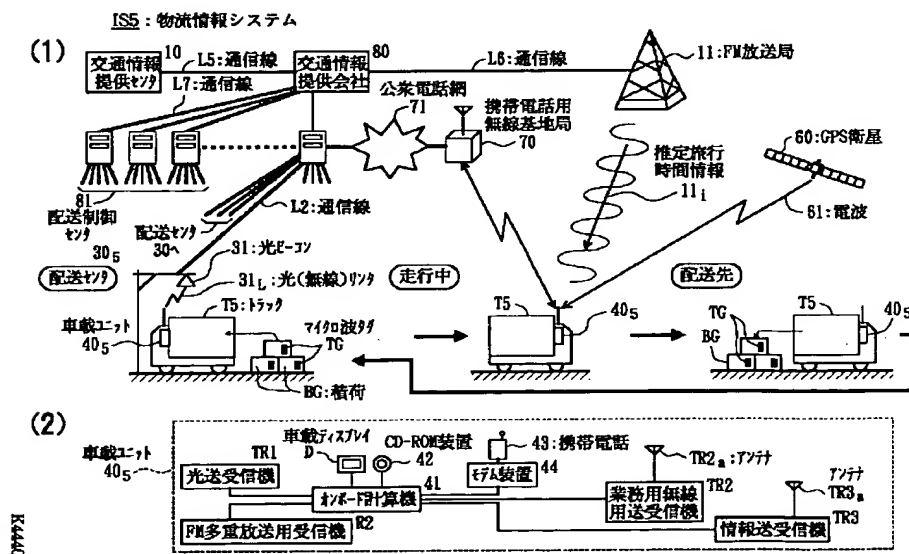 IS5：物流情報システム
(1)
10
L5：通信線
80
L6：通信線
11：FM放送局
交通情報
提供ｾﾝﾀ
交通情報
提供会社
L7：通信線
公衆電話網
71
携帯電話用
無線基地局
70
60：GPS衛星
推定旅行
時間情報
11i
61：電波
81
配送制御
ｾﾝﾀ
配送ｾﾝﾀ
30へ
L2：通信線
305
31：光ﾋﾞｰｺﾝ
配送ｾﾝﾀ
31L：光(無線)ﾘﾝｸ
走行中
配送先
T5：トラック
T5
T5
405
車載ユニット
405
マイクロ波タグ
TG
405
TG
BG
BG：積荷
(2)
車載ユニット
405
TR1
光送受信機
車載ディスプレイ
D
CD-ROM装置
42
43：携帯電話
44
モデム装置
41
オンボード計算機
TR2a：アンテナ
TR2
業務用無線
用送受信機
アンテナ
TR3a
TR3
情報送受信機
R2
FM多重放送用受信機